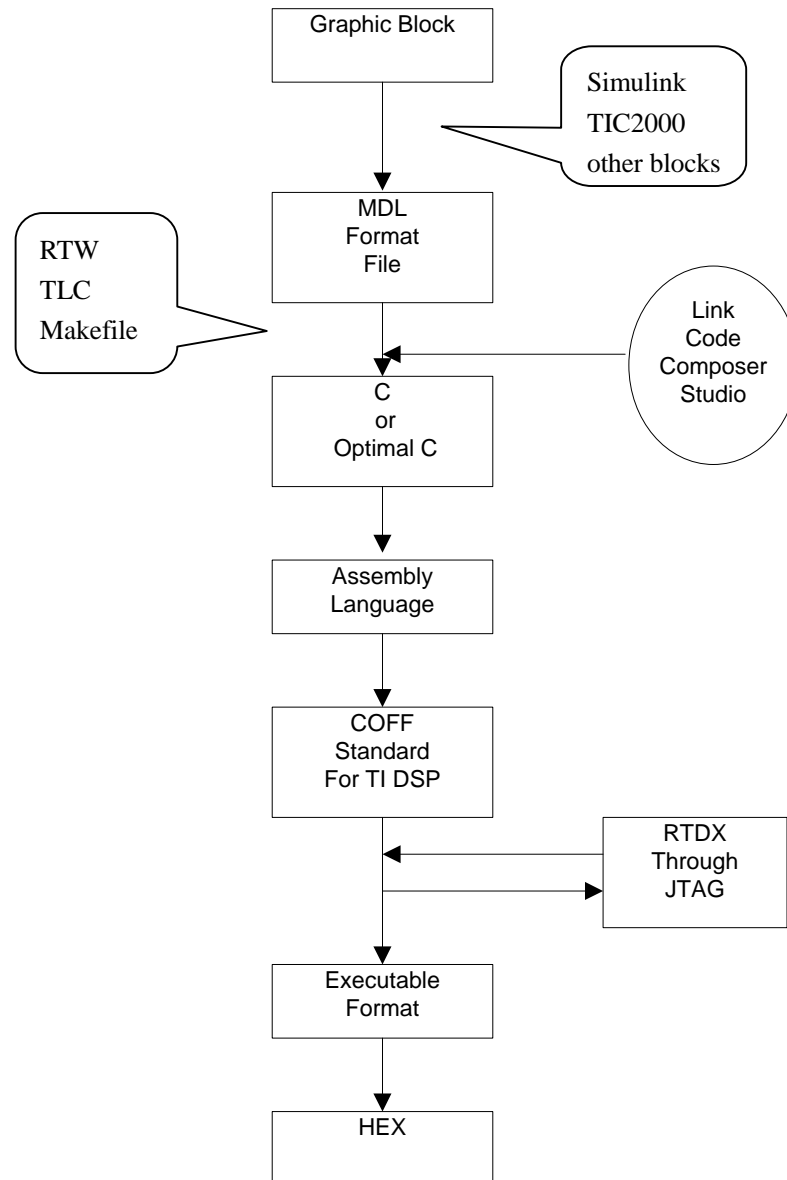 Graphic Block
Simulink
TIC2000
other blocks
MDL
Format
File
RTW
TLC
Makefile
Link
Code
Composer
Studio
C
or
Optimal C
Assembly
Language
COFF
Standard
For TI DSP
RTDX
Through
JTAG
Executable
Format
HEX